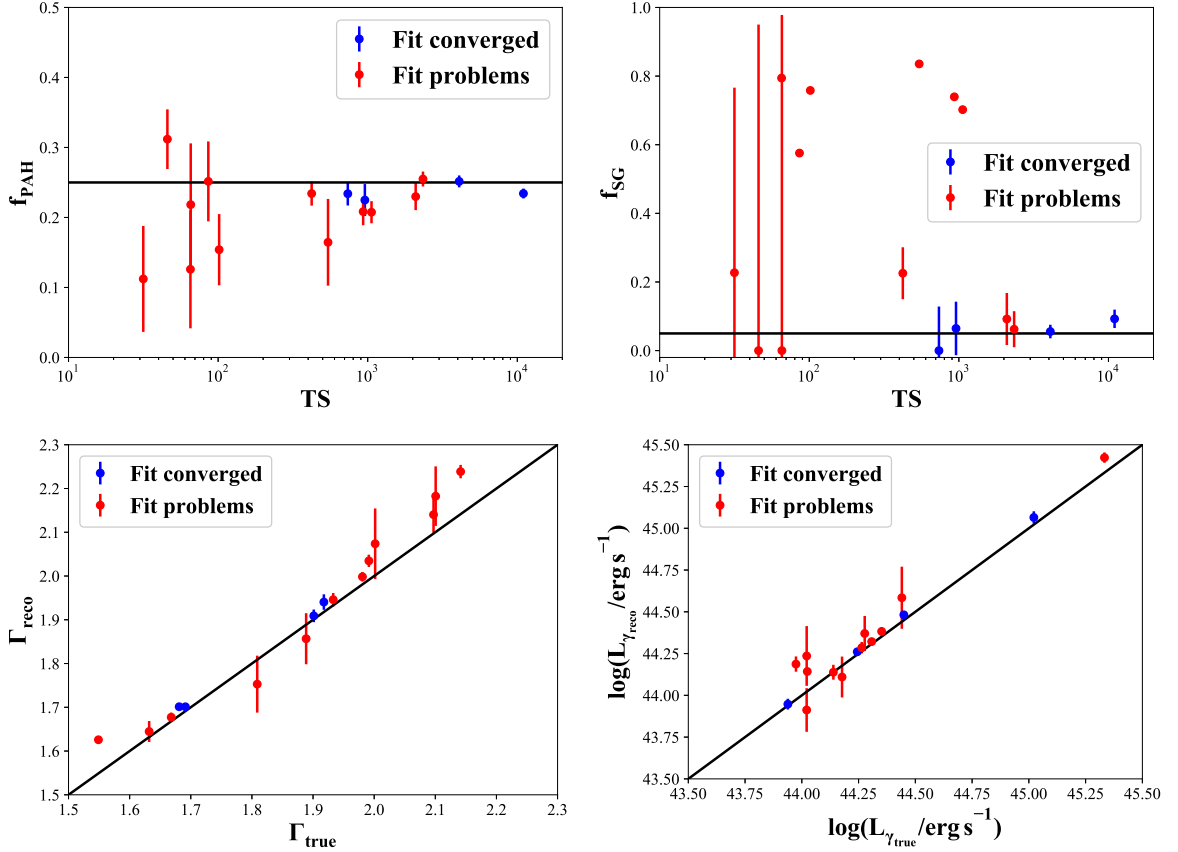 0.5
0.4
0.3
0.2
0.1
0.0
f_PAH
10^1
10^2
10^3
10^4
TS
Fit converged
Fit problems
1.0
0.8
0.6
0.4
0.2
0.0
f_SG
10^1
10^2
10^3
10^4
TS
Fit converged
Fit problems
2.3
2.2
2.1
2.0
1.9
1.8
1.7
1.6
1.5
Γ_reco
1.5 1.6 1.7 1.8 1.9 2.0 2.1 2.2 2.3
Γ_true
Fit converged
Fit problems
45.50
45.25
45.00
44.75
44.50
44.25
44.00
43.75
43.50
log(L_γ_reco/erg s^−1)
43.50 43.75 44.00 44.25 44.50 44.75 45.00 45.25 45.50
log(L_γ_true/erg s^−1)
Fit converged
Fit problems